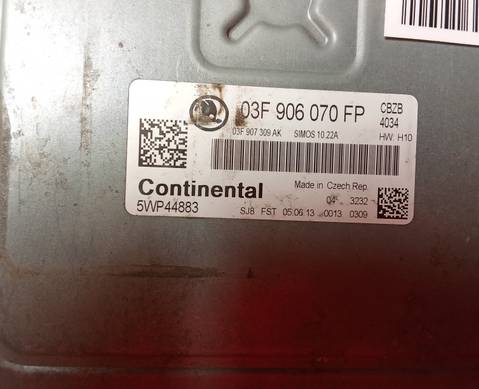 03F 906 070 FP
CBZB
4034
03F 907 309 AK SIMOS 10.22A HW: H10
Continental Made in Czech Rep.
04 3232
5WP44883 SJ8 FST 05.06.13 0013 0309